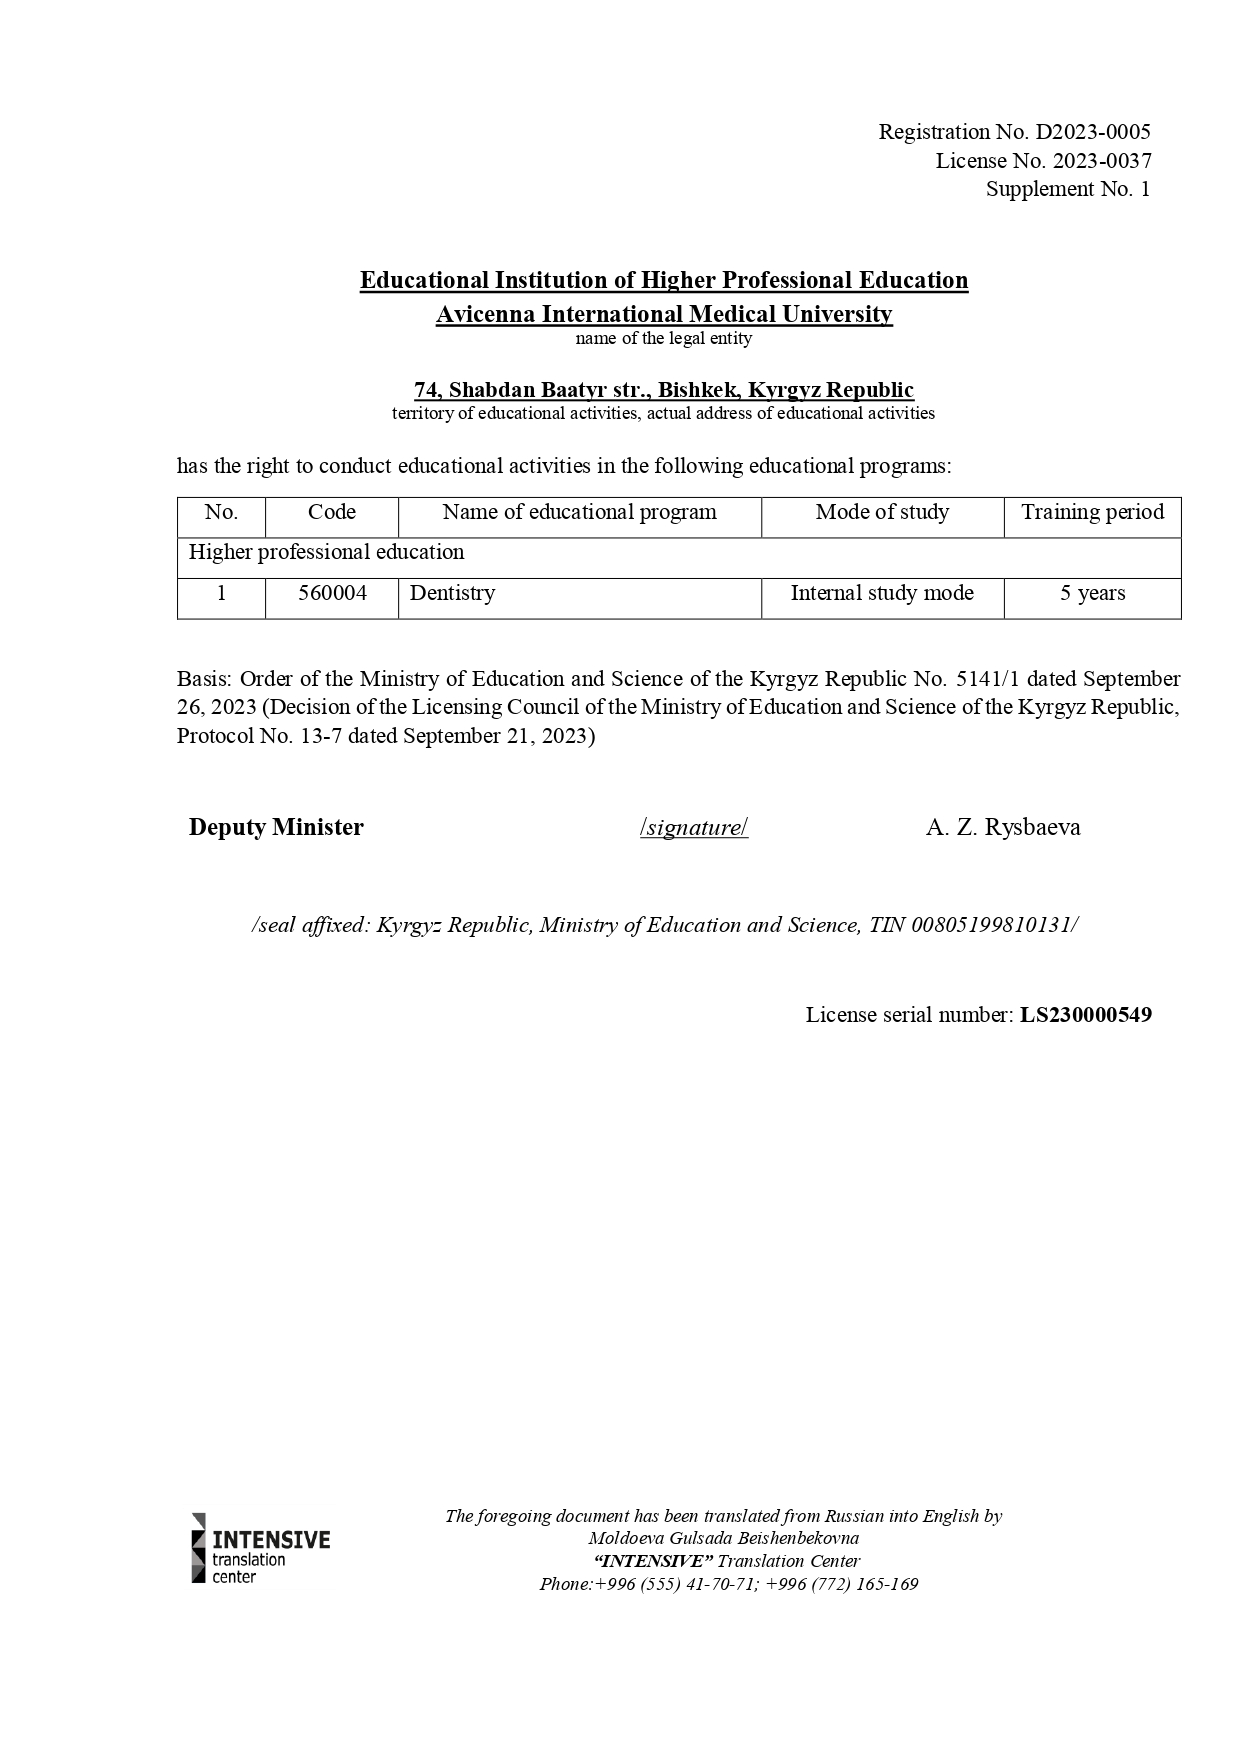 Registration No. D2023-0005
License No. 2023-0037
Supplement No. 1
Educational Institution of Higher Professional Education
Avicenna International Medical University
name of the legal entity
74, Shabdan Baatyr str., Bishkek, Kyrgyz Republic
territory of educational activities, actual address of educational activities
has the right to conduct educational activities in the following educational programs:
No. Code Name of educational program Mode of study Training period
Higher professional education
1 560004 Dentistry Internal study mode 5 years
Basis: Order of the Ministry of Education and Science of the Kyrgyz Republic No. 5141/1 dated September
26, 2023 (Decision of the Licensing Council of the Ministry of Education and Science of the Kyrgyz Republic,
Protocol No. 13-7 dated September 21, 2023)
Deputy Minister /signature/ A. Z. Rysbaeva
/seal affixed: Kyrgyz Republic, Ministry of Education and Science, TIN 00805199810131/
License serial number: LS230000549
INTENSIVE
translation
center
The foregoing document has been translated from Russian into English by
Moldoeva Gulsada Beishenbekovna
“INTENSIVE” Translation Center
Phone:+996 (555) 41-70-71; +996 (772) 165-169